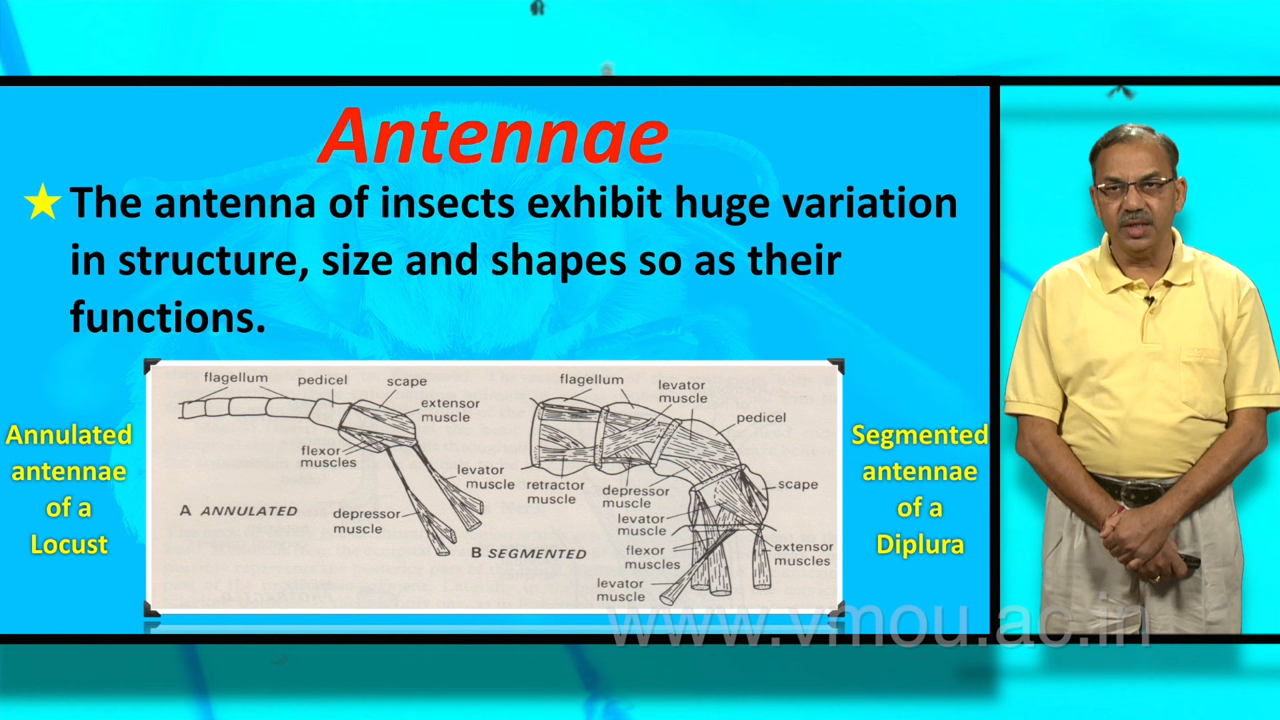 Antennae
The antenna of insects exhibit huge variation
in structure, size and shapes so as their
functions.
Annulated
antennae
of a
Locust
flagellum
pedicel
scape
extensor
muscle
flexor
muscles
levator
muscle
depressor
muscle
A ANNULATED
flagellum
levator
muscle
pedicel
retractor
muscle
depressor
muscle
scape
levator
muscle
flexor
muscles
extensor
muscles
levator
muscle
B SEGMENTED
Segmented
antennae
of a
Diplura
www.vmou.ac.in